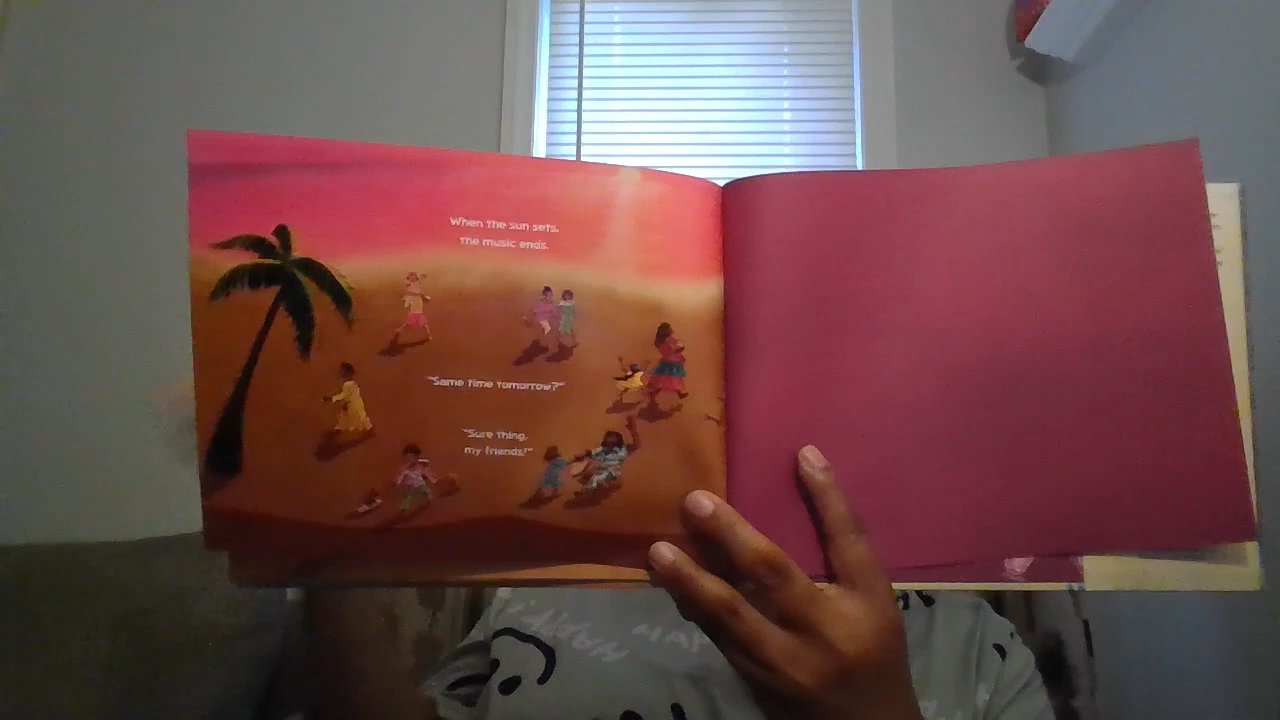 When the sun sets,
the music ends.
"Same time tomorrow?"
"Sure thing,
my friends!"